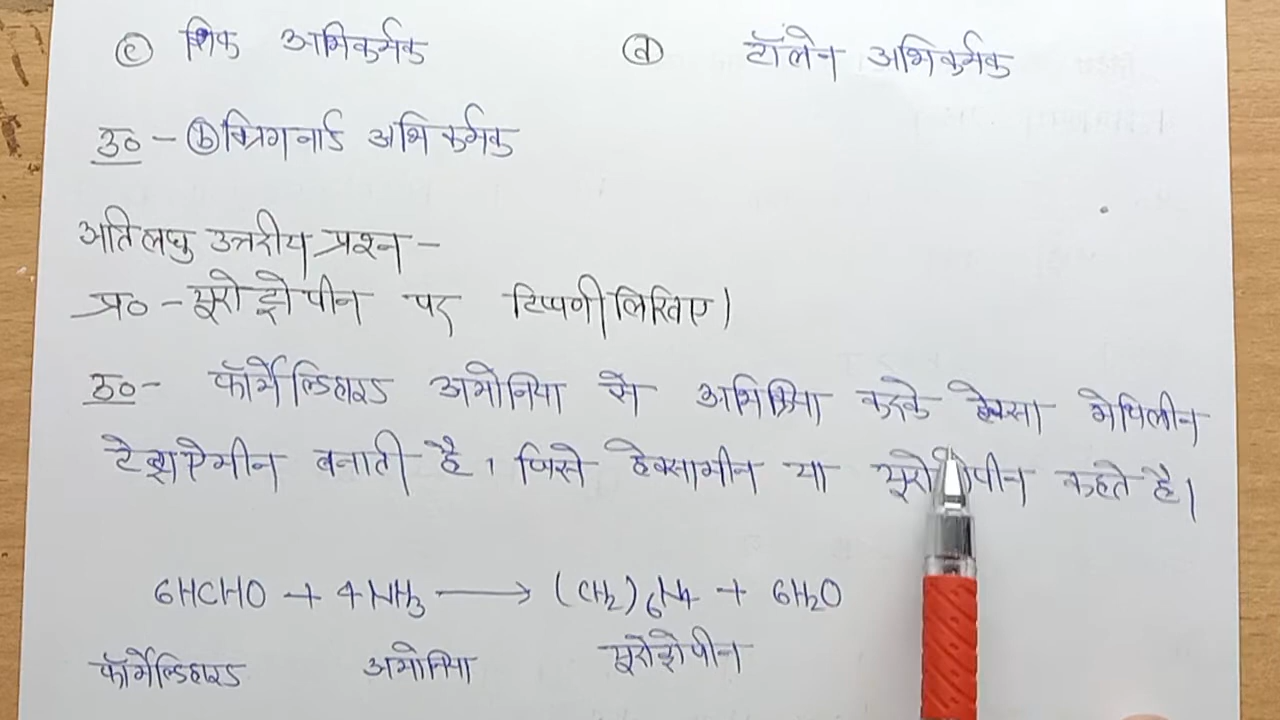 ⓒ शिफ अभिकर्मक ⓓ टॉलेन अभिकर्मक
उ० - ⓑ ग्रिगनार्ड अभिकर्मक
अतिलघु उत्तरीय प्रश्न -
प्र० - यूरोट्रोपीन पर टिप्पणी लिखिए।
उ० - फॉर्मेल्डिहाइड अमोनिया से अभिक्रिया करके हेक्सा मेथिलीन
टेट्राऐमीन बनाती है, जिसे हेक्सामीन या कहते है।
6HCHO + 4NH₃ ⟶ (CH₂)₆N₄ + 6H₂O
फॉर्मेल्डिहाइड अमोनिया यूरोट्रोपीन